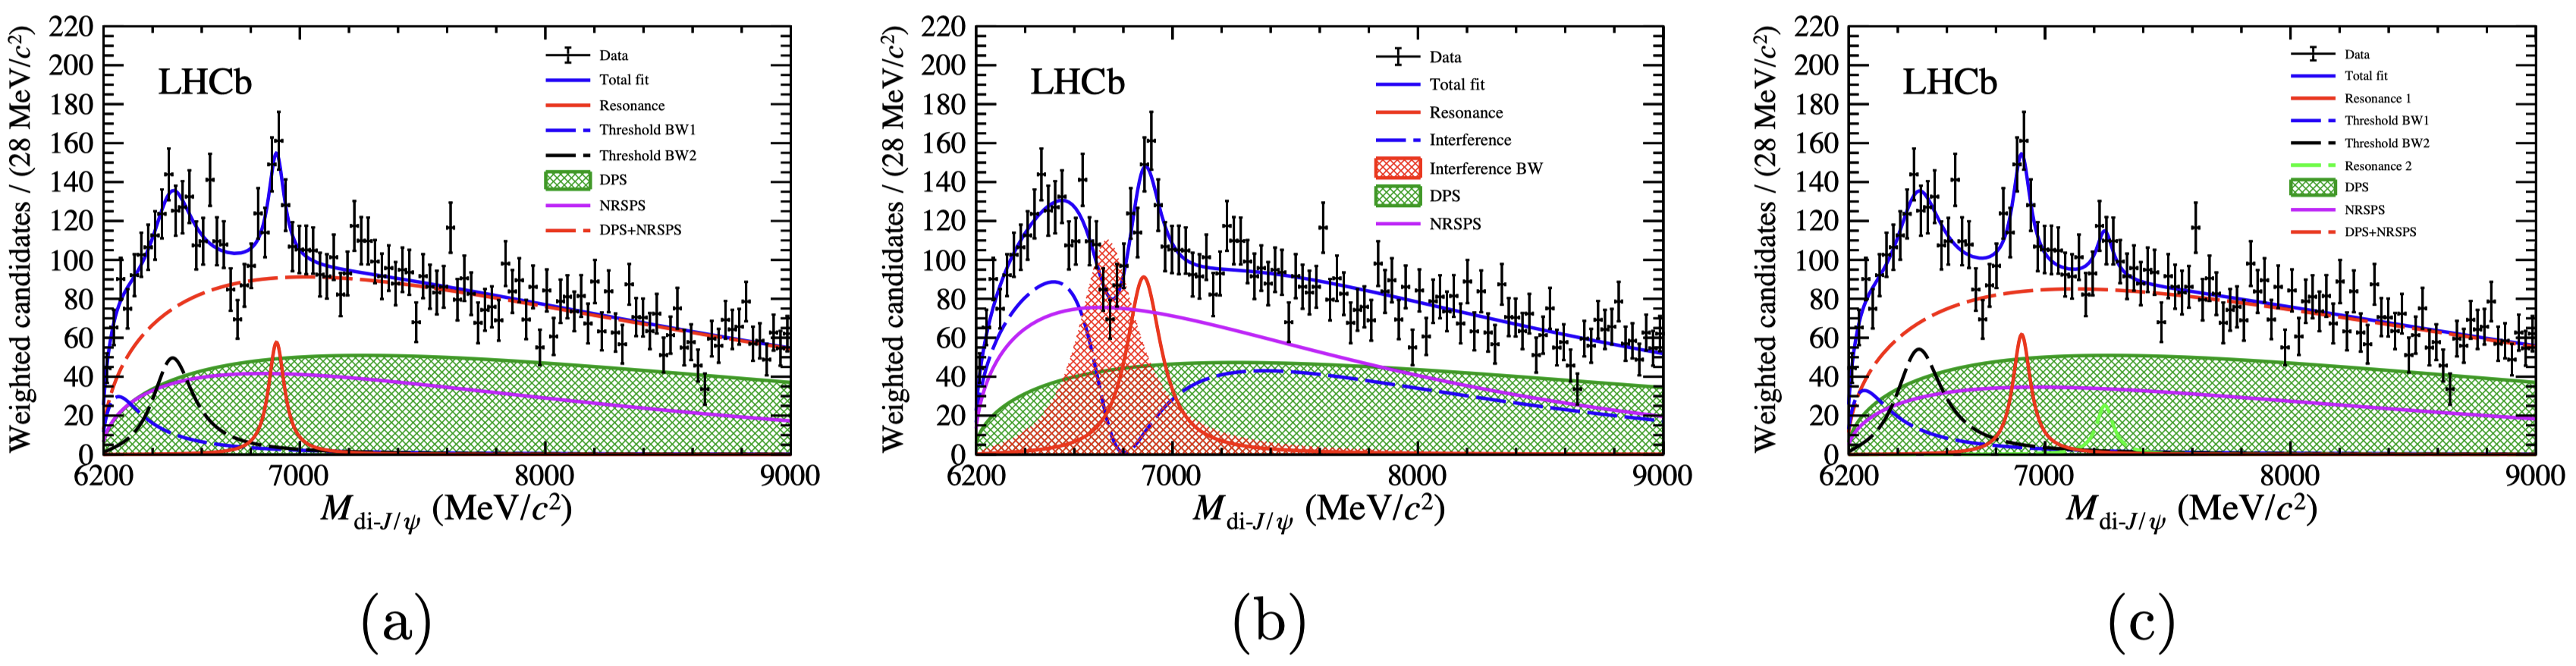 Weighted candidates / (28 MeV/c²)
220
200
180
160
140
120
100
80
60
40
20
0
LHCb
Data
Total fit
Resonance
Threshold BW1
Threshold BW2
DPS
NRSPS
DPS+NRSPS
6200 7000 8000 9000
M di-J/ψ (MeV/c²)
(a)
Weighted candidates / (28 MeV/c²)
220
200
180
160
140
120
100
80
60
40
20
0
LHCb
Data
Total fit
Resonance
Interference
Interference BW
DPS
NRSPS
6200 7000 8000 9000
M di-J/ψ (MeV/c²)
(b)
Weighted candidates / (28 MeV/c²)
220
200
180
160
140
120
100
80
60
40
20
0
LHCb
Data
Total fit
Resonance 1
Threshold BW1
Threshold BW2
Resonance 2
DPS
NRSPS
DPS+NRSPS
6200 7000 8000 9000
M di-J/ψ (MeV/c²)
(c)